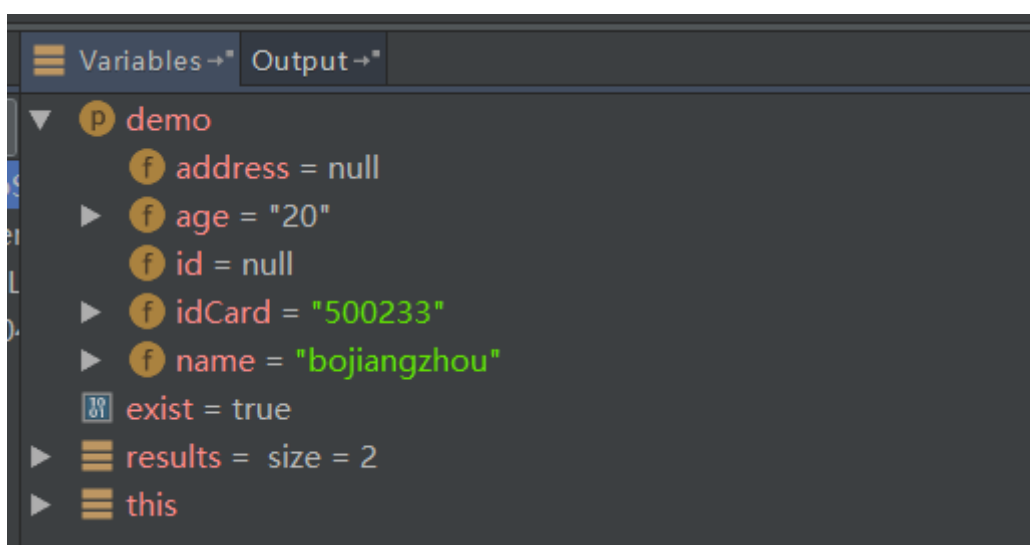 Variables Output
demo
address = null
age = "20"
id = null
idCard = "500233"
name = "bojiangzhou"
exist = true
results = size = 2
this